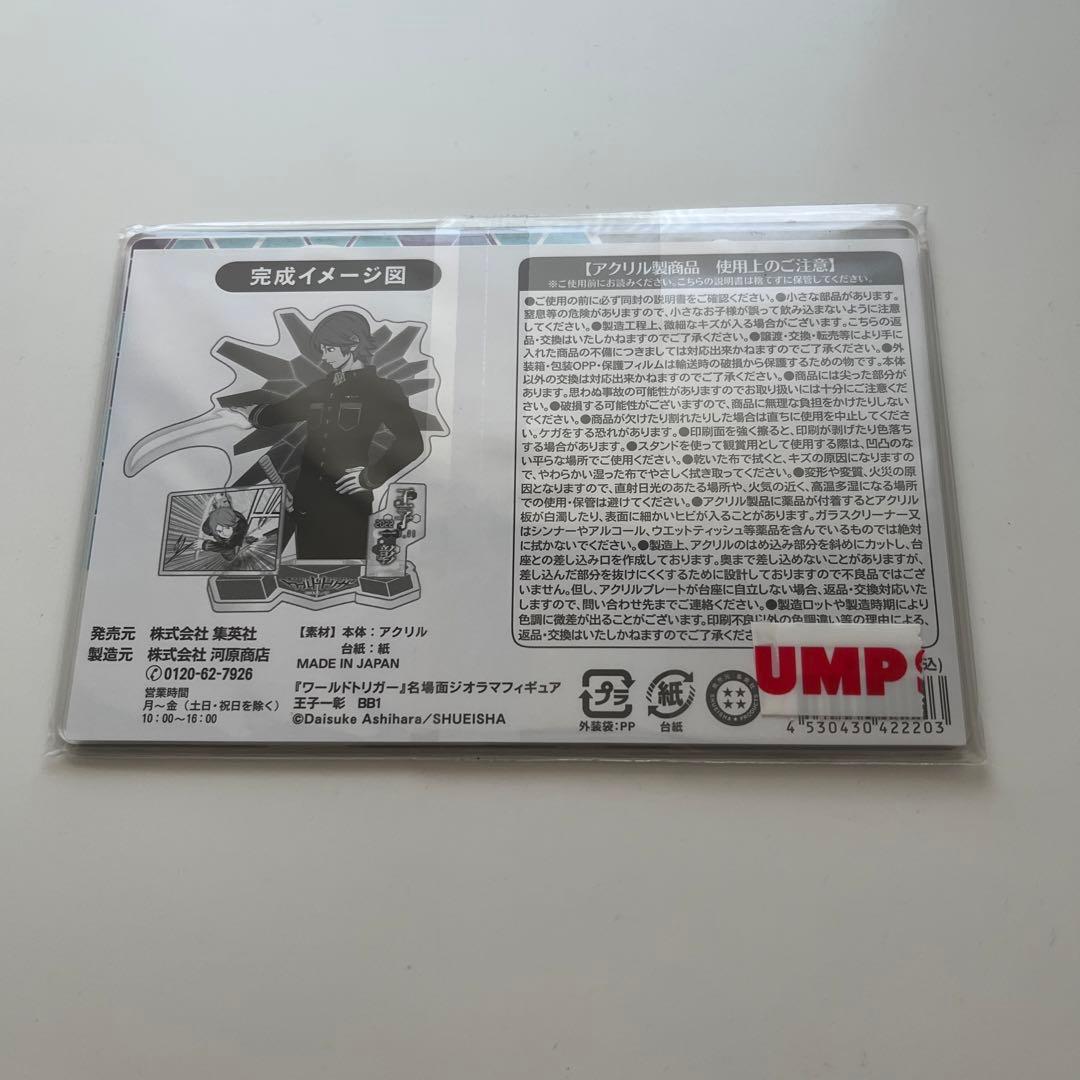 完成イメージ図
王子一彰
2022
発売元 株式会社 集英社
製造元 株式会社 河原商店
0120-62-7926
営業時間
月～金（土日・祝日を除く）
10：00～16：00
【素材】本体：アクリル
台紙：紙
MADE IN JAPAN
『ワールドトリガー』名場面ジオラマフィギュア
王子一彰 BB1
©Daisuke Ashihara/SHUEISHA
【アクリル製商品 使用上のご注意】
※ご使用前にお読みください。こちらの説明書は捨てずに保管してください。
●ご使用の前に必ず同封の説明書をご確認ください。●小さな部品があります。
窒息等の危険がありますので、小さなお子様が誤って飲み込まないように注意
してください。●製造工程上、微細なキズが入る場合がございます。こちらの返
品・交換はいたしかねますのでご了承ください。●譲渡・交換・転売等により手に
入れた商品の不備につきましては対応出来かねますのでご了承ください。●外
装箱・包装OPP・保護フィルムは輸送時の破損から保護するための物です。本体
以外の交換は対応出来かねますのでご了承ください。●商品には尖った部分が
あります。思わぬ事故の可能性がありますのでお取り扱いには十分にご注意くだ
さい。●破損する可能性がございますので、商品に無理な負担をかけたりしない
でください。●商品が欠けたり割れたりした場合は直ちに使用を中止してくださ
い。ケガをする恐れがあります。●印刷面を強く擦ると、印刷が剥げたり色落ち
する場合があります。●スタンドを使って観賞用として使用する際は、凹凸のな
い平らな場所でご使用ください。●乾いた布で拭くと、キズの原因になりますの
で、やわらかい湿った布でやさしく拭き取ってください。●変形や変質、火災の原
因となりますので、直射日光のあたる場所や、火気の近く、高温多湿になる場所
での使用・保管は避けてください。●アクリル製品に薬品が付着するとアクリル
板が白濁したり、表面に細かいヒビが入ることがあります。ガラスクリーナー又
はシンナーやアルコール、ウエットティッシュ等薬品を含んでいるものでは絶対
に拭かないでください。●製造上、アクリルのはめ込み部分を斜めにカットし、台
座との差し込み口を作成しております。奥まで差し込めないことがありますが、
差し込んだ部分を抜けにくくするために設計しておりますので不良品ではござ
いません。但し、アクリルプレートが台座に自立しない場合、返品・交換対応いた
しますので、問い合わせ先までご連絡ください。●製造ロットや製造時期により
色調に微差が出ることがございます。印刷不良以外の色調違い等の理由による、
返品・交換はいたしかねますのでご了承くださ
プラ
外装袋：PP
紙
台紙
UMP
込)
4 530430 422203